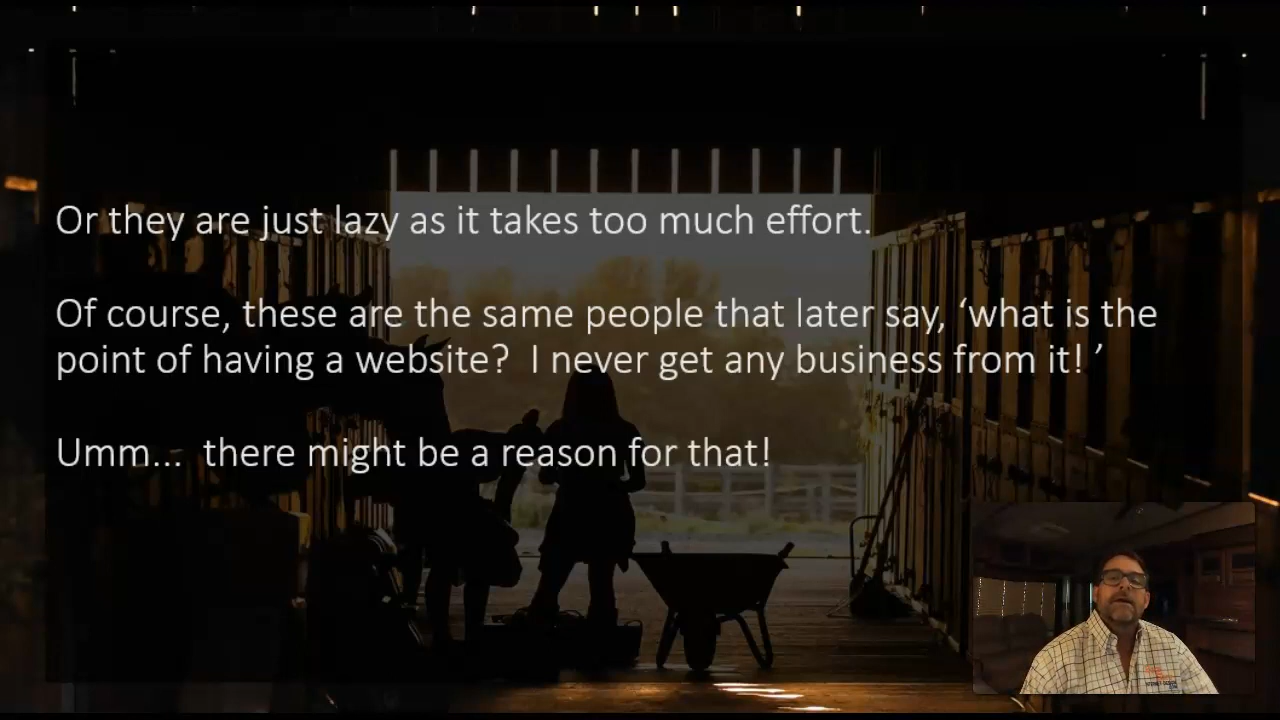 Or they are just lazy as it takes too much effort.
Of course, these are the same people that later say, ‘what is the
point of having a website?  I never get any business from it! ’
Umm...  there might be a reason for that!